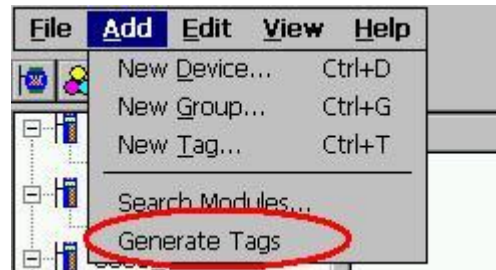 File Add Edit View Help
New Device... Ctrl+D
New Group... Ctrl+G
New Tag... Ctrl+T
Search Modules...
Generate Tags